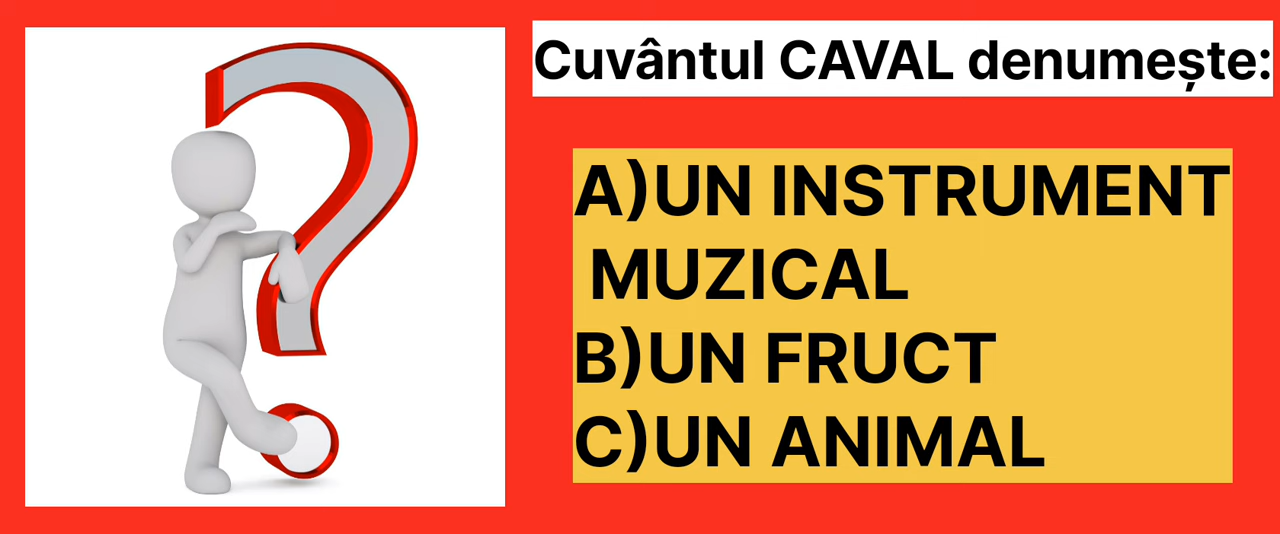 Cuvântul CAVAL denumește:
A)UN INSTRUMENT
MUZICAL
B)UN FRUCT
C)UN ANIMAL